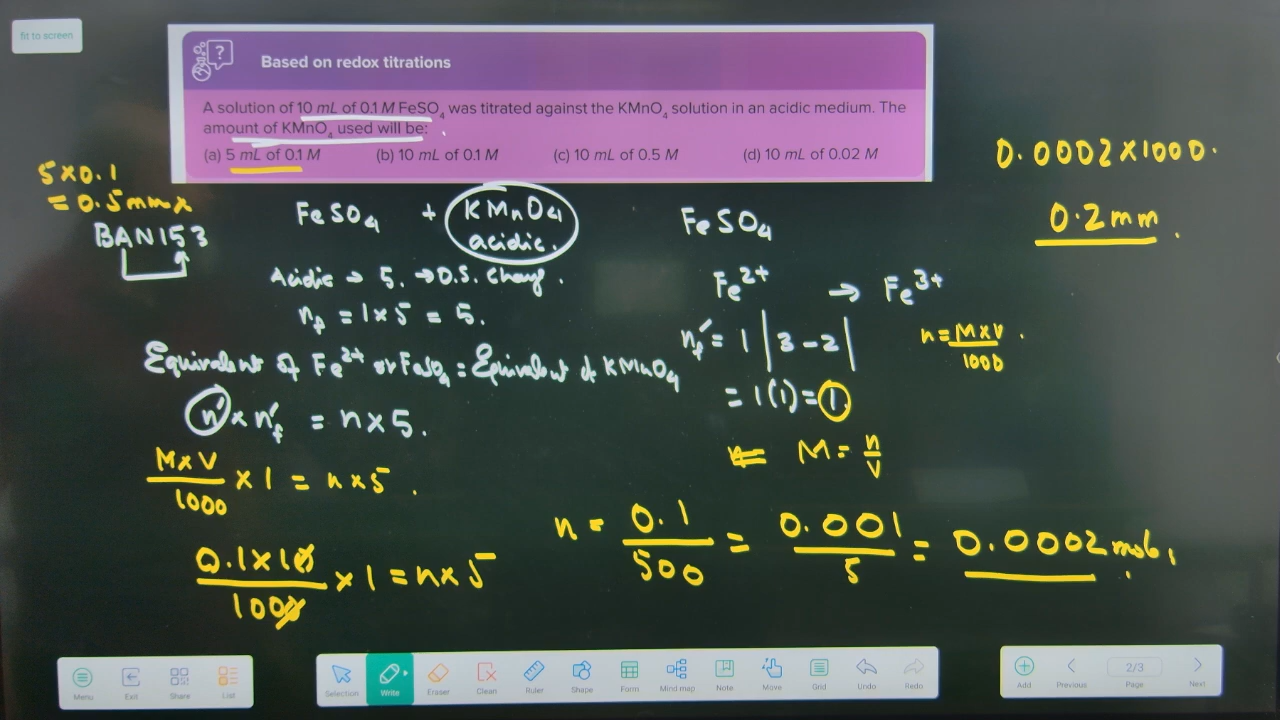 fit to screen
?
Based on redox titrations
A solution of 10 mL of 0.1 M FeSO₄ was titrated against the KMnO₄ solution in an acidic medium. The
amount of KMnO₄ used will be:
(a) 5 mL of 0.1 M (b) 10 mL of 0.1 M (c) 10 mL of 0.5 M (d) 10 mL of 0.02 M
5×0.1
= 0.5mm x
BAN153
FeSO₄ + KMnO₄
acidic.
Acidic → 5. → O.S. Change.
n_f = 1×5 = 5.
Equivalent of Fe²⁺ or FeSO₄ = Equivalent of KMnO₄
n' × n'_f = n×5.
M×V/1000 × 1 = n×5.
0.1×10/1000 × 1 = n×5
FeSO₄
Fe²⁺ → Fe³⁺
n_f' = 1 |3-2|
= 1(1) = 1.
M = n/V
n = M×V/1000.
n = 0.1/500 = 0.001/5 = 0.0002 mole.
0.0002×1000.
0.2mm.
Menu Exit Share List
Selection Write Eraser Clean Ruler Shape Form Mind map Note Move Grid Undo Redo
Add Previous 2/3 Page Next